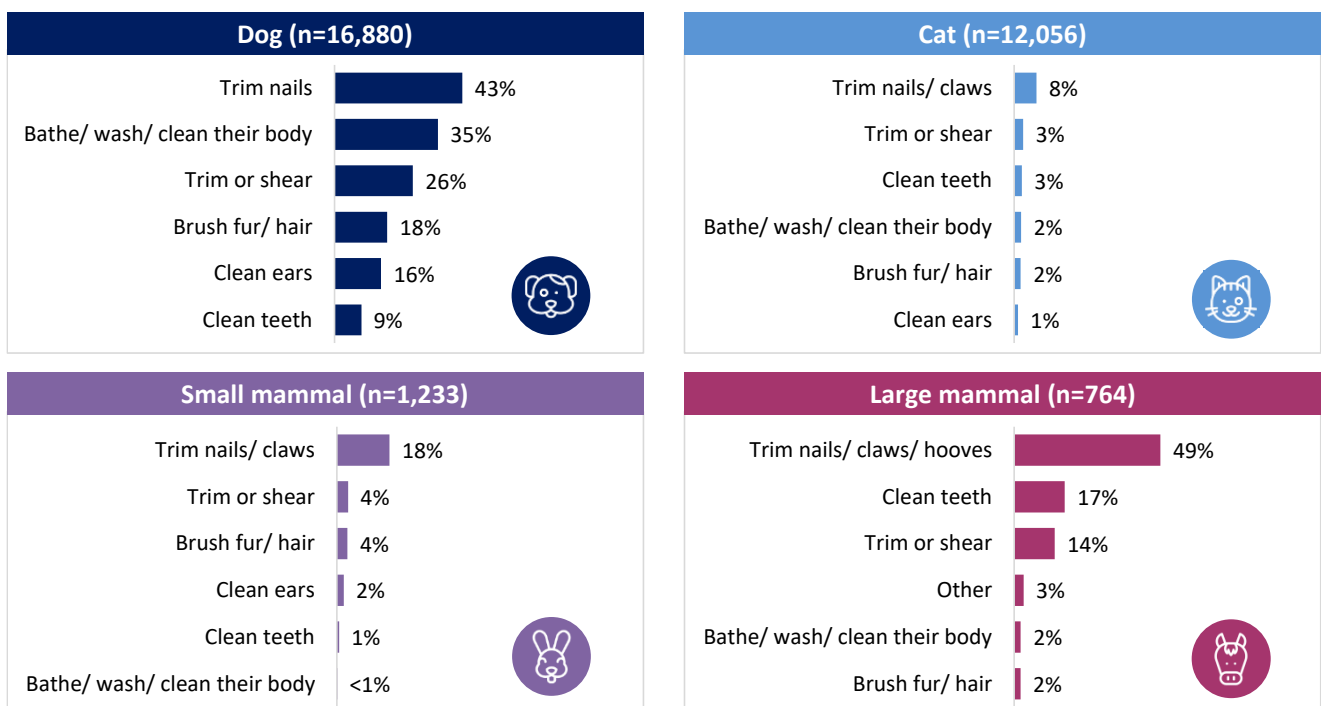 Dog (n=16,880)
Trim nails 43%
Bathe/ wash/ clean their body 35%
Trim or shear 26%
Brush fur/ hair 18%
Clean ears 16%
Clean teeth 9%
Cat (n=12,056)
Trim nails/ claws 8%
Trim or shear 3%
Clean teeth 3%
Bathe/ wash/ clean their body 2%
Brush fur/ hair 2%
Clean ears 1%
Small mammal (n=1,233)
Trim nails/ claws 18%
Trim or shear 4%
Brush fur/ hair 4%
Clean ears 2%
Clean teeth 1%
Bathe/ wash/ clean their body <1%
Large mammal (n=764)
Trim nails/ claws/ hooves 49%
Clean teeth 17%
Trim or shear 14%
Other 3%
Bathe/ wash/ clean their body 2%
Brush fur/ hair 2%